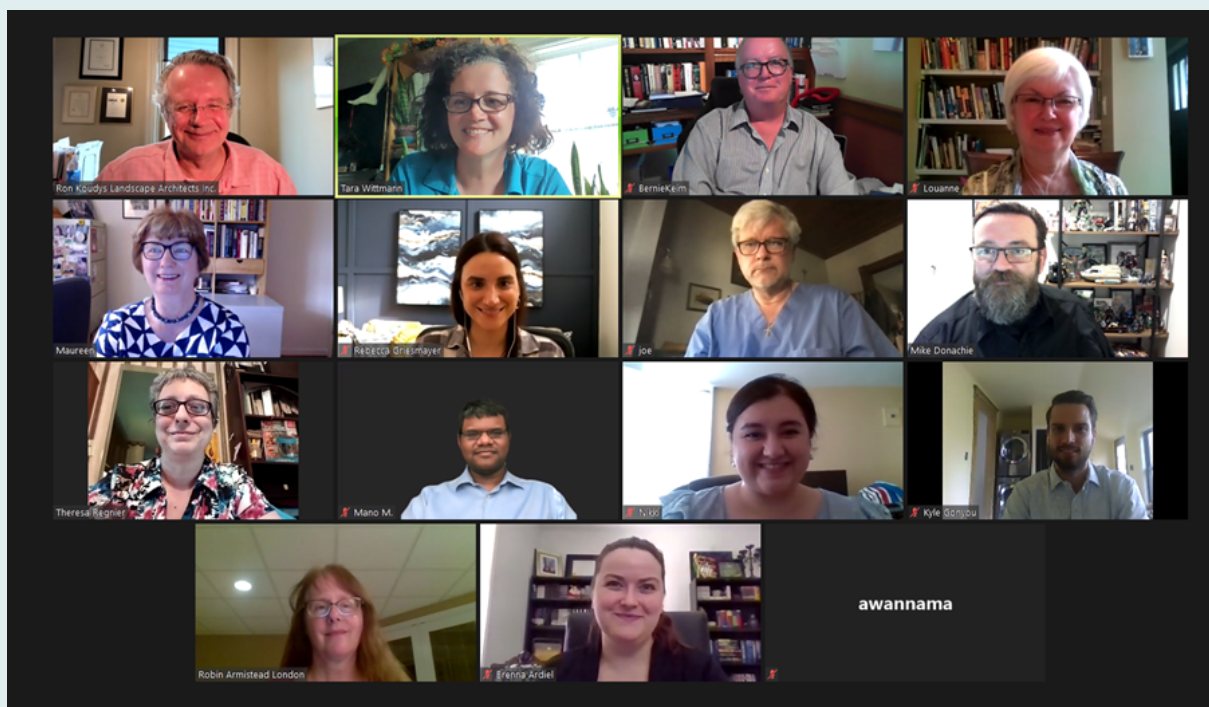 Ron Koudys Landscape Architects Inc.
Tara Wittmann
BernieKeim
Louanne
Maureen
Rebecca Griesmayer
joe
Mike Donachie
Theresa Regnier
Mano M.
Nikki
Kyle Gonyou
Robin Armistead London
Brenna Ardiel
awannama